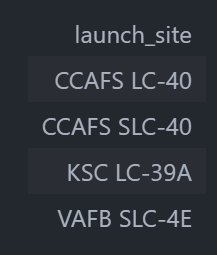 launch_site
CCAFS LC-40
CCAFS SLC-40
KSC LC-39A
VAFB SLC-4E